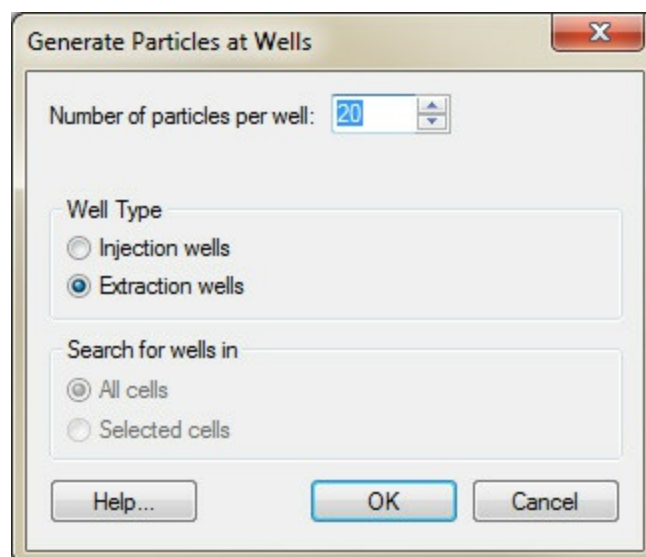 Generate Particles at Wells
Number of particles per well: 20
Well Type
Injection wells
Extraction wells
Search for wells in
All cells
Selected cells
Help... OK Cancel